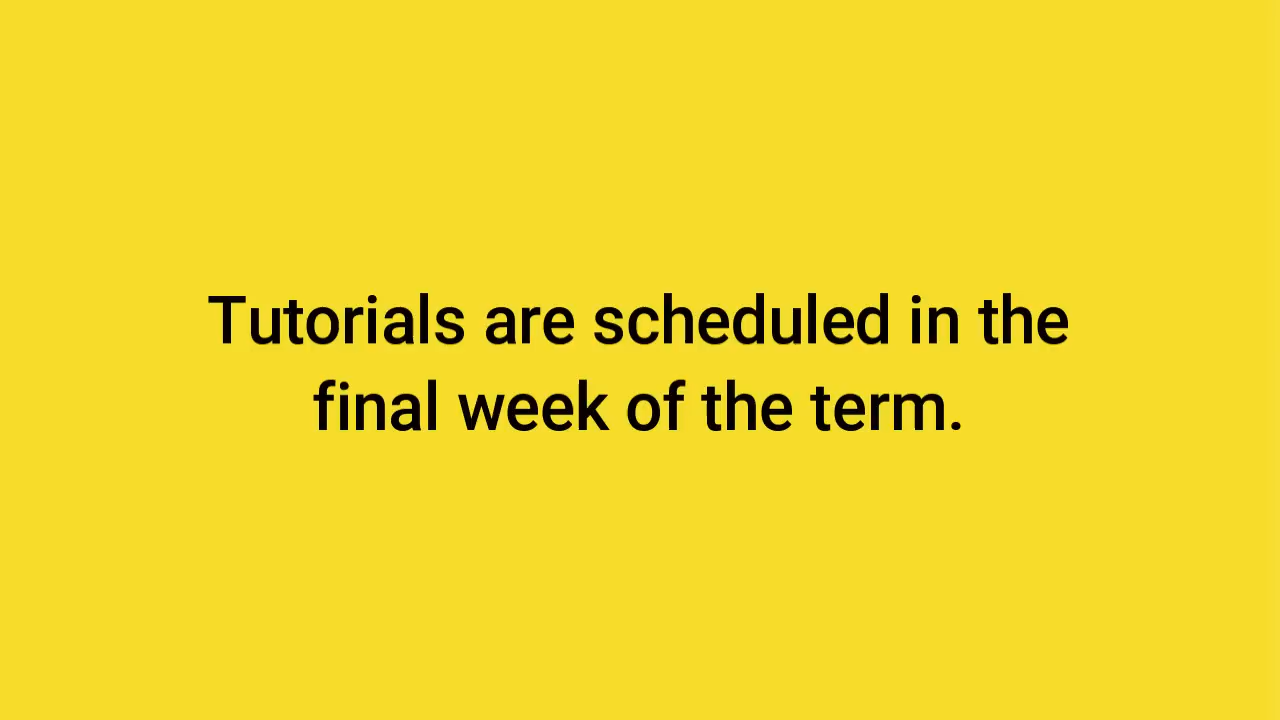 Tutorials are scheduled in the
final week of the term.